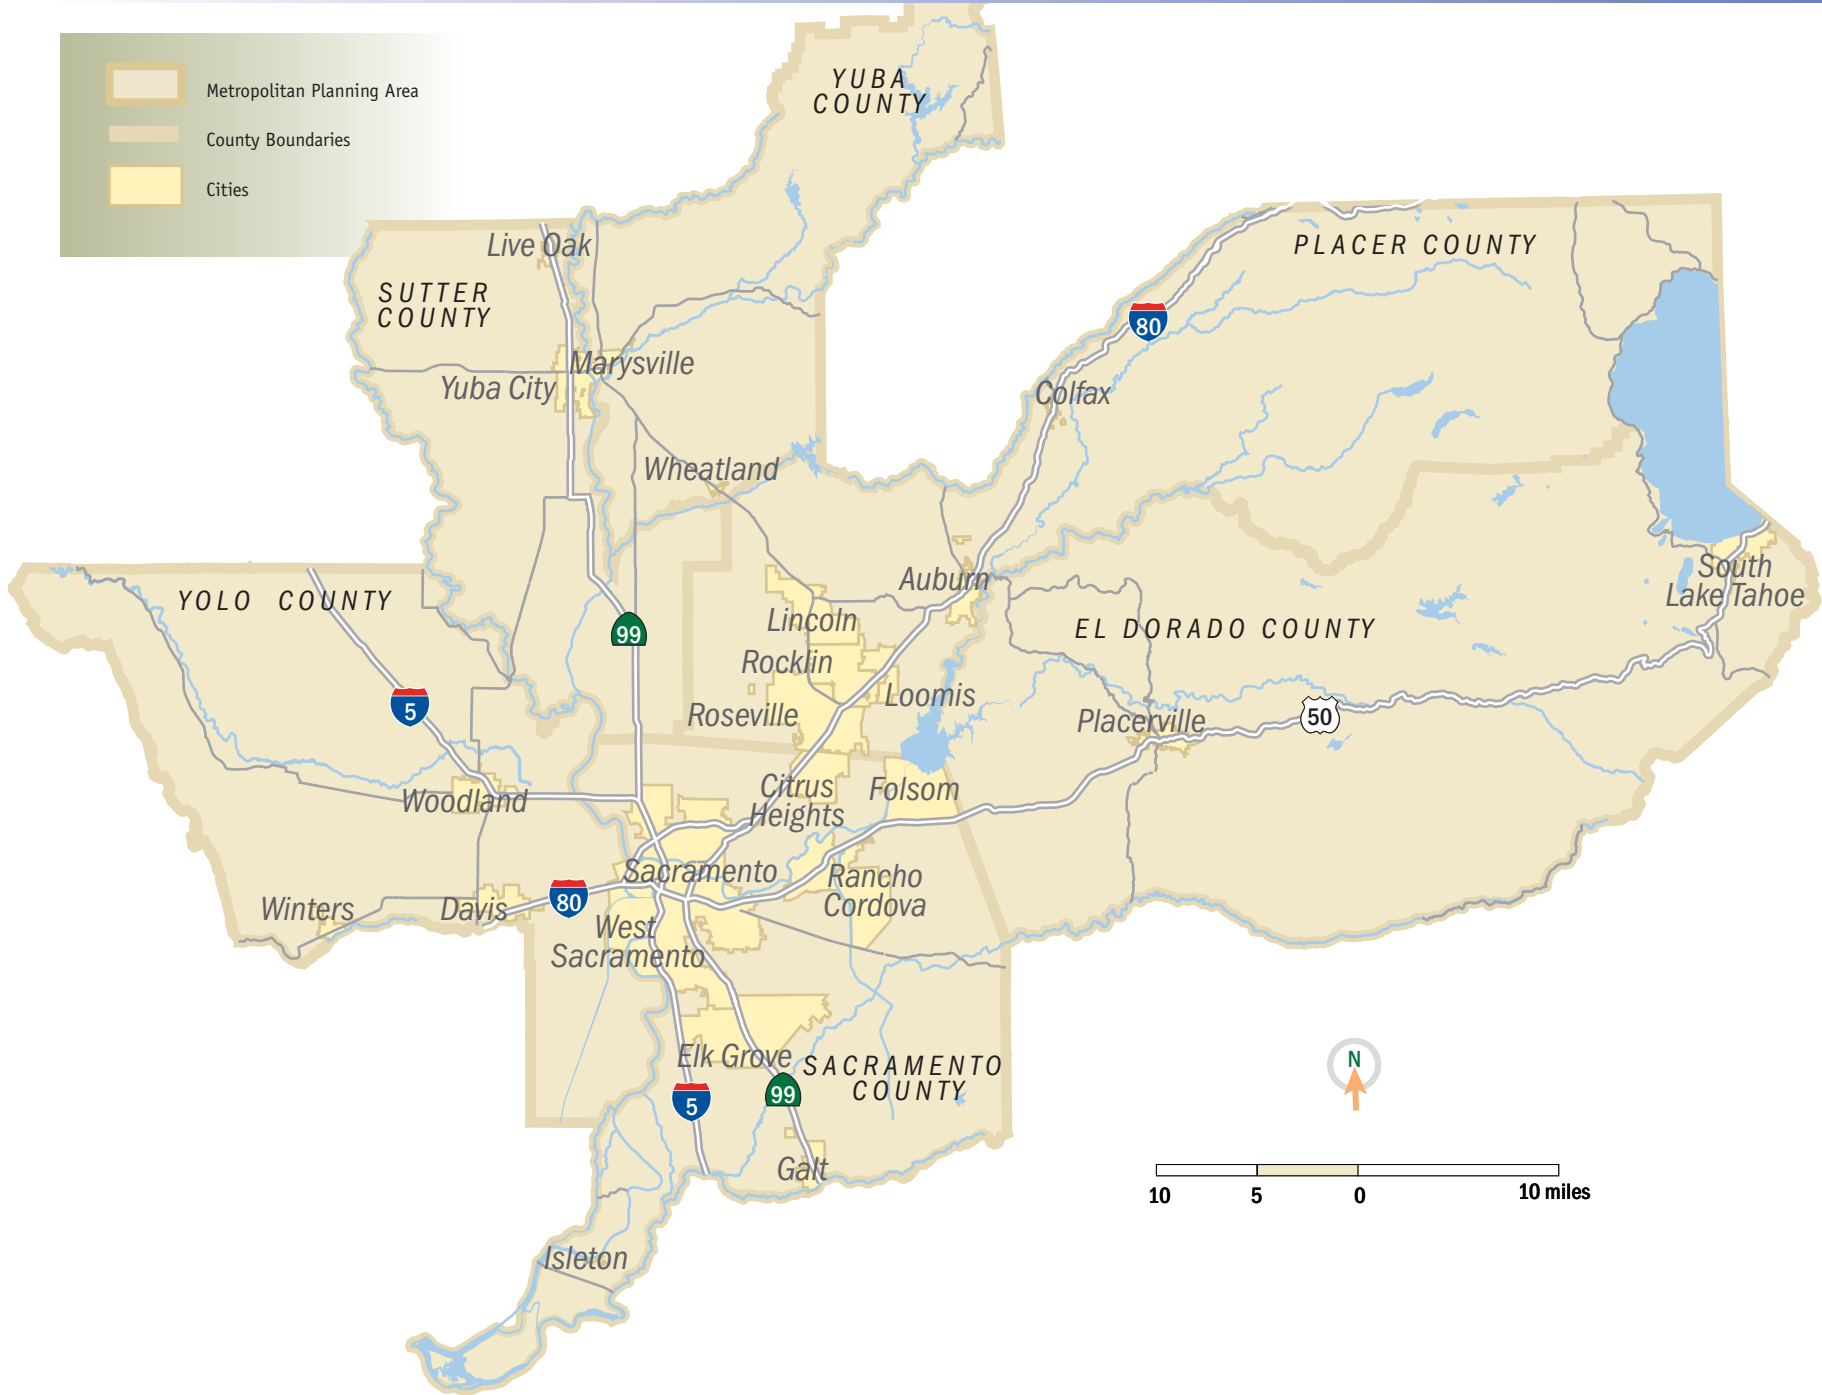 Metropolitan Planning Area
County Boundaries
Cities
YUBA
COUNTY
Live Oak
PLACER COUNTY
SUTTER
COUNTY
80
Marysville
Yuba City
Colfax
Wheatland
Auburn
South
Lake Tahoe
YOLO COUNTY
99
Lincoln
EL DORADO COUNTY
Rocklin
Loomis
5
Roseville
Placerville
50
Citrus
Heights
Folsom
Woodland
Sacramento
Rancho
Cordova
Winters
Davis
80
West
Sacramento
Elk Grove
SACRAMENTO
COUNTY
N
5
99
Galt
10 5 0 10 miles
Isleton